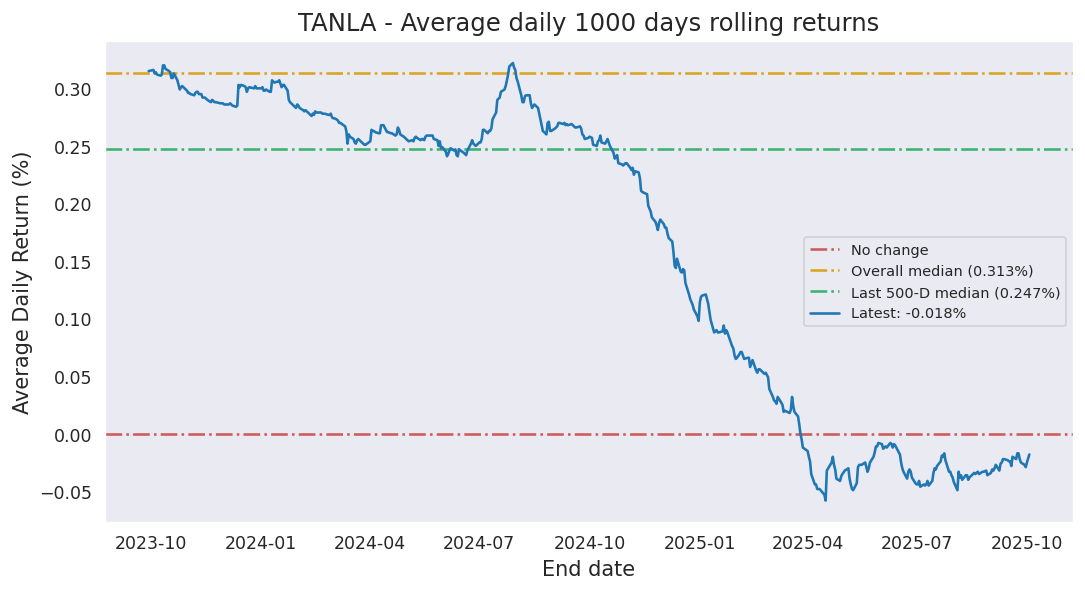 TANLA - Average daily 1000 days rolling returns
Average Daily Return (%)
0.30
0.25
0.20
0.15
0.10
0.05
0.00
−0.05
No change
Overall median (0.313%)
Last 500-D median (0.247%)
Latest: -0.018%
2023-10 2024-01 2024-04 2024-07 2024-10 2025-01 2025-04 2025-07 2025-10
End date